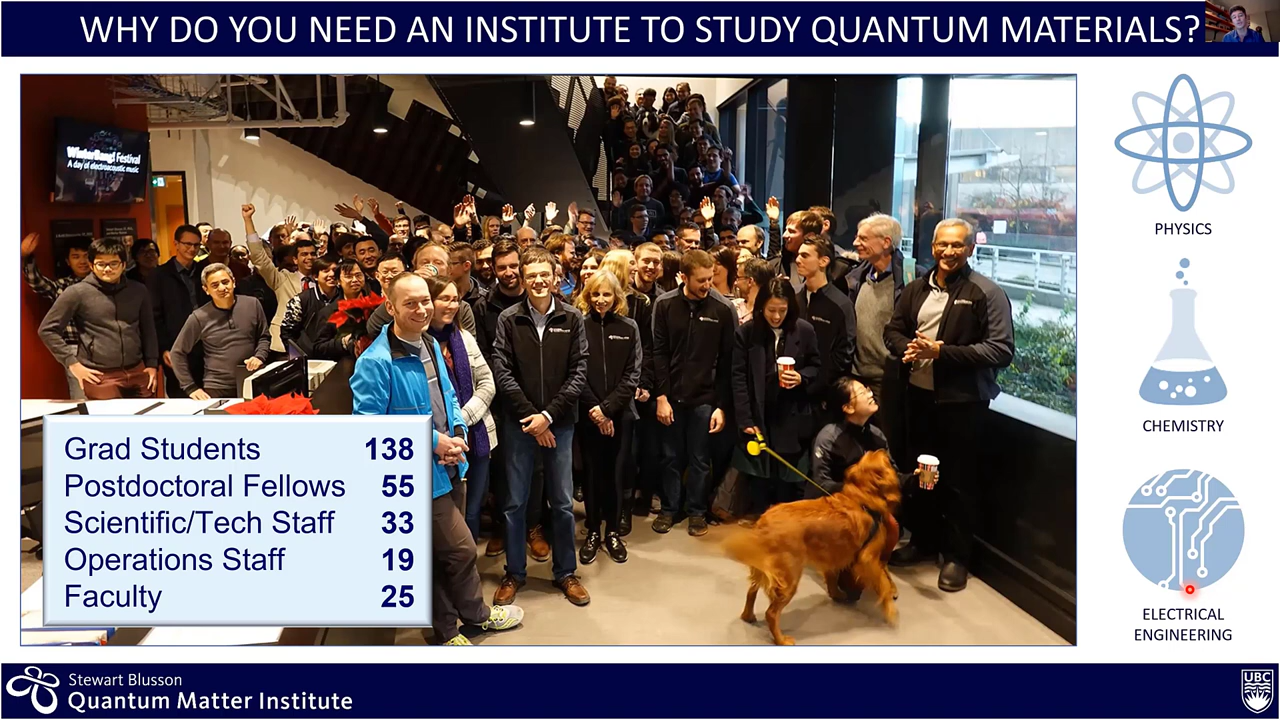 WHY DO YOU NEED AN INSTITUTE TO STUDY QUANTUM MATERIALS?
WinterBang! Festival
A day of electroacoustic music
PHYSICS
CHEMISTRY
ELECTRICAL
ENGINEERING
Grad Students 138
Postdoctoral Fellows 55
Scientific/Tech Staff 33
Operations Staff 19
Faculty 25
Stewart Blusson
Quantum Matter Institute
UBC